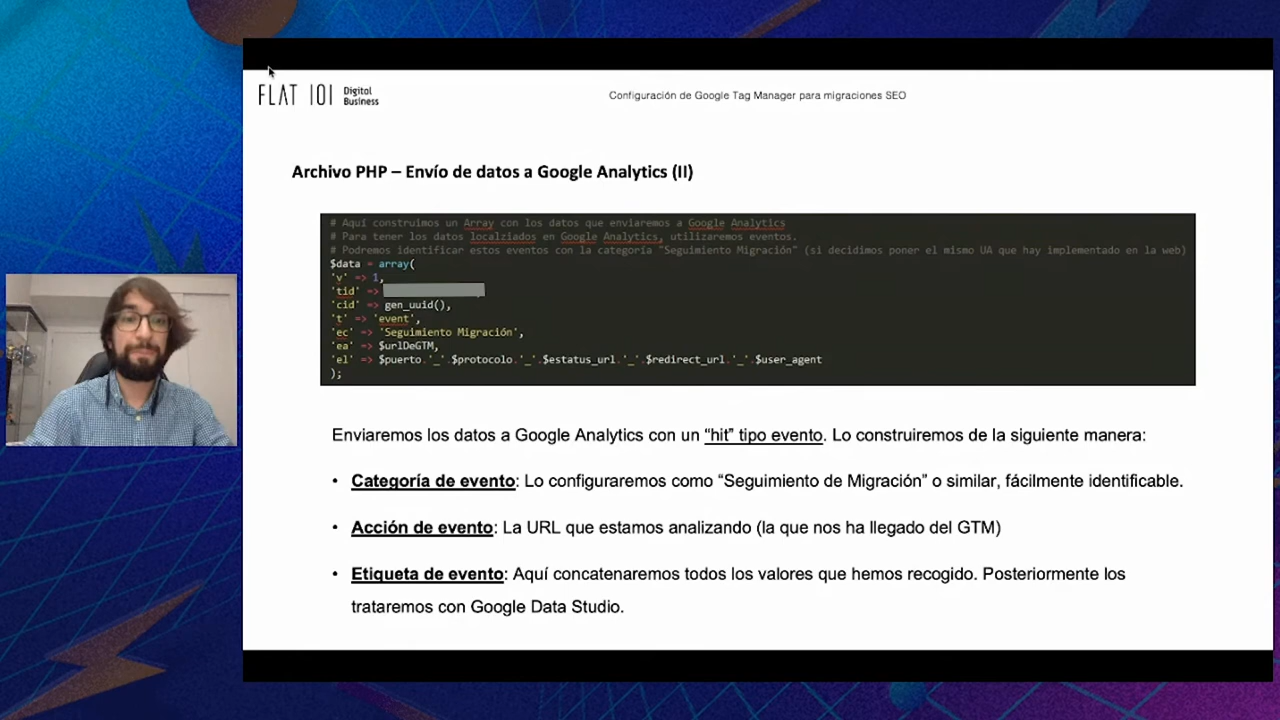 FLAT 101 Digital Business
Configuración de Google Tag Manager para migraciones SEO
Archivo PHP – Envío de datos a Google Analytics (II)
# Aquí construimos un Array con los datos que enviaremos a Google Analytics
# Para tener los datos localziados en Google Analytics, utilizaremos eventos.
# Podremos identificar estos eventos con la categoría "Seguimiento Migración" (si decidimos poner el mismo UA que hay implementado en la web)
$data = array(
'v' => 1,
'tid' =>
'cid' => gen_uuid(),
't' => 'event',
'ec' => 'Seguimiento Migración',
'ea' => $urlDeGTM,
'el' => $puerto.'_'.$protocolo.'_'.$estatus_url.'_'.$redirect_url.'_'.$user_agent
);
Enviaremos los datos a Google Analytics con un “hit” tipo evento. Lo construiremos de la siguiente manera:
• Categoría de evento: Lo configuraremos como “Seguimiento de Migración” o similar, fácilmente identificable.
• Acción de evento: La URL que estamos analizando (la que nos ha llegado del GTM)
• Etiqueta de evento: Aquí concatenaremos todos los valores que hemos recogido. Posteriormente los
trataremos con Google Data Studio.